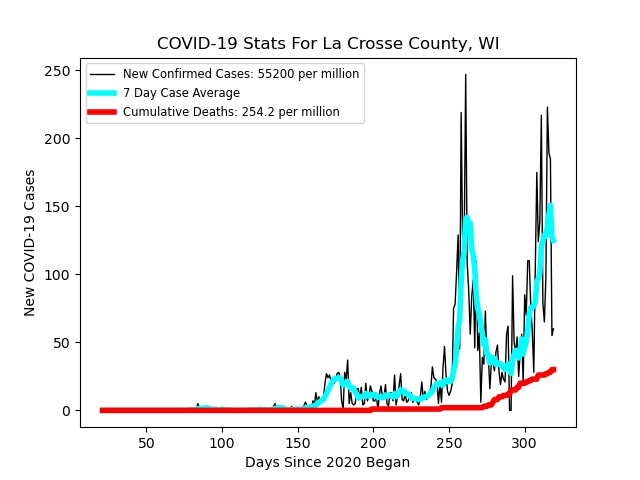 COVID-19 Stats For La Crosse County, WI
New Confirmed Cases: 55200 per million
7 Day Case Average
Cumulative Deaths: 254.2 per million
New COVID-19 Cases
250
200
150
100
50
0
50 100 150 200 250 300
Days Since 2020 Began